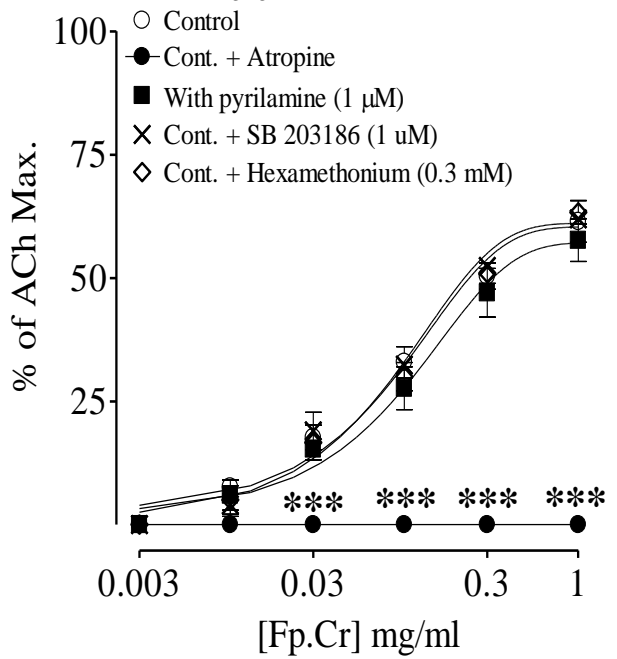 Control
Cont. + Atropine
With pyrilamine (1 μM)
Cont. + SB 203186 (1 uM)
Cont. + Hexamethonium (0.3 mM)
100
75
50
25
% of ACh Max.
*** *** *** ***
0.003 0.03 0.3 1
[Fp.Cr] mg/ml